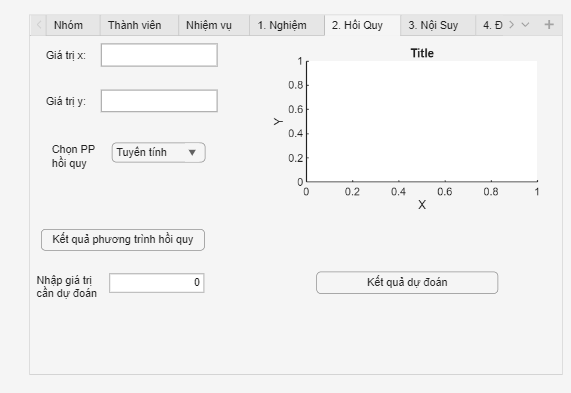 Nhóm
Thành viên
Nhiệm vụ
1. Nghiệm
2. Hồi Quy
3. Nội Suy
4. Đ
Giá trị x:
Giá trị y:
Chọn PP
hồi quy
Tuyến tính
Title
1
0.8
0.6
0.4
0.2
0
Y
0
0.2
0.4
0.6
0.8
1
X
Kết quả phương trình hồi quy
Nhập giá trị
cần dự đoán
0
Kết quả dự đoán